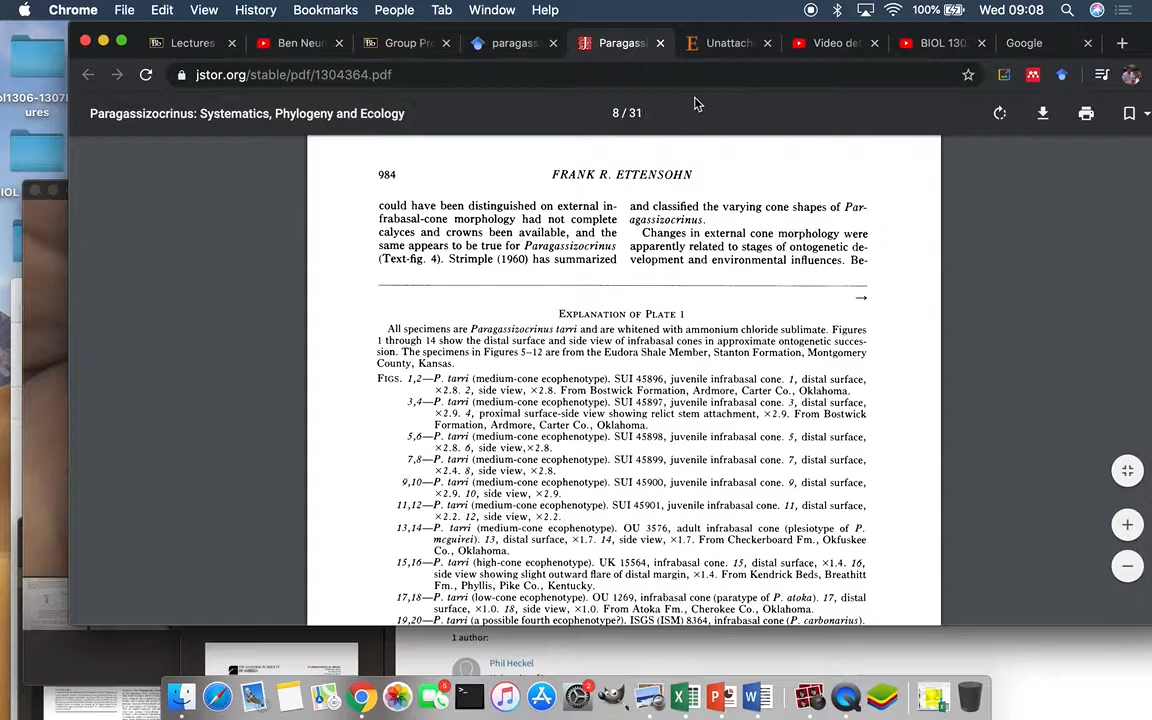 Chrome File Edit View History Bookmarks People Tab Window Help 100% Wed 09:08
Bb Lectures × Ben Neun × Bb Group Pro × paragass × Paragass × E Unattach × Video det × BIOL 130 × Google × +
jstor.org/stable/pdf/1304364.pdf
ol1306-1307L
ures
Paragassizocrinus: Systematics, Phylogeny and Ecology 8 / 31
BIOL
984 FRANK R. ETTENSOHN
could have been distinguished on external in-
frabasal-cone morphology had not complete
calyces and crowns been available, and the
same appears to be true for Paragassizocrinus
(Text-fig. 4). Strimple (1960) has summarized
and classified the varying cone shapes of Par-
agassizocrinus.
Changes in external cone morphology were
apparently related to stages of ontogenetic de-
velopment and environmental influences. Be-
→
EXPLANATION OF PLATE 1
All specimens are Paragassizocrinus tarri and are whitened with ammonium chloride sublimate. Figures
1 through 14 show the distal surface and side view of infrabasal cones in approximate ontogenetic succes-
sion. The specimens in Figures 5–12 are from the Eudora Shale Member, Stanton Formation, Montgomery
County, Kansas.
FIGS. 1,2—P. tarri (medium-cone ecophenotype). SUI 45896, juvenile infrabasal cone. 1, distal surface,
×2.8. 2, side view, ×2.8. From Bostwick Formation, Ardmore, Carter Co., Oklahoma.
3,4—P. tarri (medium-cone ecophenotype). SUI 45897, juvenile infrabasal cone. 3, distal surface,
×2.9. 4, proximal surface-side view showing relict stem attachment, ×2.9. From Bostwick
Formation, Ardmore, Carter Co., Oklahoma.
5,6—P. tarri (medium-cone ecophenotype). SUI 45898, juvenile infrabasal cone. 5, distal surface,
×2.8. 6, side view,×2.8.
7,8—P. tarri (medium-cone ecophenotype). SUI 45899, juvenile infrabasal cone. 7, distal surface,
×2.4. 8, side view, ×2.8.
9,10—P. tarri (medium-cone ecophenotype). SUI 45900, juvenile infrabasal cone. 9, distal surface,
×2.9. 10, side view, ×2.9.
11,12—P. tarri (medium-cone ecophenotype). SUI 45901, juvenile infrabasal cone. 11, distal surface,
×2.2. 12, side view, ×2.2.
13,14—P. tarri (medium-cone ecophenotype). OU 3576, adult infrabasal cone (plesiotype of P.
mcguirei). 13, distal surface, ×1.7. 14, side view, ×1.7. From Checkerboard Fm., Okfuskee
Co., Oklahoma.
15,16—P. tarri (high-cone ecophenotype). UK 15564, infrabasal cone. 15, distal surface, ×1.4. 16,
side view showing slight outward flare of distal margin, ×1.4. From Kendrick Beds, Breathitt
Fm., Phyllis, Pike Co., Kentucky.
17,18—P. tarri (low-cone ecophenotype). OU 1269, infrabasal cone (paratype of P. atoka). 17, distal
surface, ×1.0. 18, side view, ×1.0. From Atoka Fm., Cherokee Co., Oklahoma.
19,20—P. tarri (a possible fourth ecophenotype?). ISGS (ISM) 8364, infrabasal cone (P. carbonarius).
1 author:
Phil Heckel